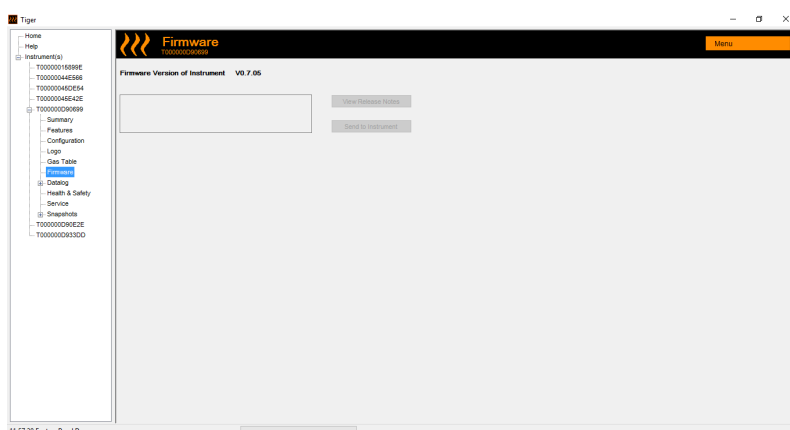 Tiger
Home
Help
Instrument(s)
T00000015899E
T00000044E566
T00000045DE54
T00000045E42E
T000000D90699
Summary
Features
Configuration
Logo
Gas Table
Firmware
Datalog
Health & Safety
Service
Snapshots
T000000D90E2E
T000000D933DD
Firmware
T000000D90699
Menu
Firmware Version of Instrument V0.7.05
View Release Notes
Send to Instrument